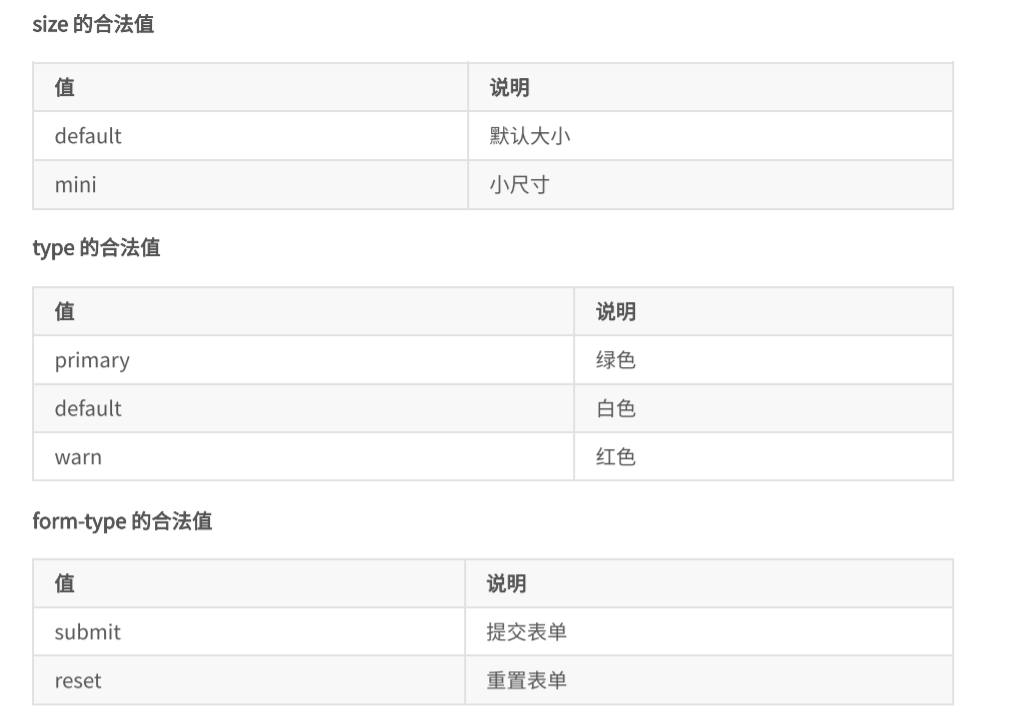 size 的合法值
值 说明
default 默认大小
mini 小尺寸
type 的合法值
值 说明
primary 绿色
default 白色
warn 红色
form-type 的合法值
值 说明
submit 提交表单
reset 重置表单